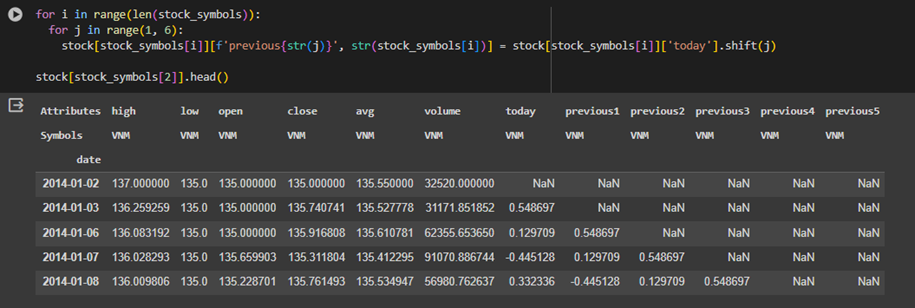 for i in range(len(stock_symbols)):
for j in range(1, 6):
stock[stock_symbols[i]][f'previous{str(j)}', str(stock_symbols[i])] = stock[stock_symbols[i]]['today'].shift(j)
stock[stock_symbols[2]].head()
Attributes high low open close avg volume today previous1 previous2 previous3 previous4 previous5
Symbols VNM VNM VNM VNM VNM VNM VNM VNM VNM VNM VNM VNM
date
2014-01-02 137.000000 135.0 135.000000 135.000000 135.550000 32520.000000 NaN NaN NaN NaN NaN NaN
2014-01-03 136.259259 135.0 135.000000 135.740741 135.527778 31171.851852 0.548697 NaN NaN NaN NaN NaN
2014-01-06 136.083192 135.0 135.000000 135.916808 135.610781 62355.653650 0.129709 0.548697 NaN NaN NaN NaN
2014-01-07 136.028293 135.0 135.659903 135.311804 135.412295 91070.886744 -0.445128 0.129709 0.548697 NaN NaN NaN
2014-01-08 136.009806 135.0 135.228701 135.761493 135.534947 56980.762637 0.332336 -0.445128 0.129709 0.548697 NaN NaN